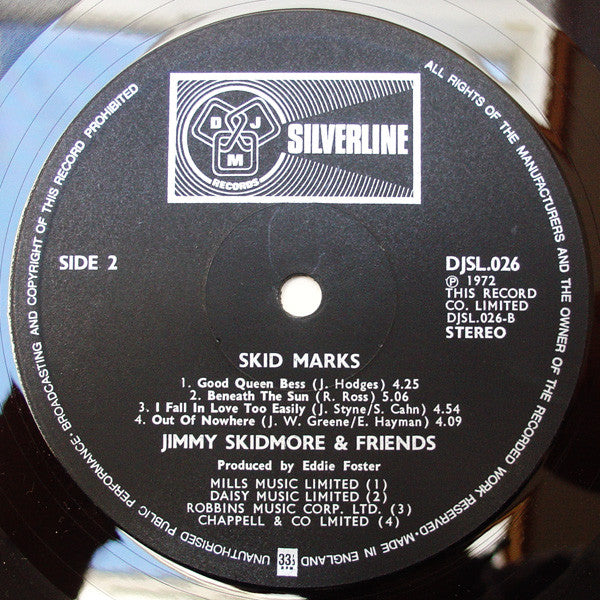 D J M
RECORDS
SILVERLINE
SIDE 2
DJSL.026
Ⓟ 1972
THIS RECORD
CO. LIMITED
DJSL.026-B
STEREO
SKID MARKS
1. Good Queen Bess (J. Hodges) 4.25
2. Beneath The Sun (R. Ross) 5.06
3. I Fall In Love Too Easily (J. Styne/S. Cahn) 4.54
4. Out Of Nowhere (J. W. Greene/E. Hayman) 4.09
JIMMY SKIDMORE & FRIENDS
Produced by Eddie Foster
MILLS MUSIC LIMITED (1)
DAISY MUSIC LIMITED (2)
ROBBINS MUSIC CORP. LTD. (3)
CHAPPELL & CO LMITED (4)
33⅓
RPM
ALL RIGHTS OF THE MANUFACTURERS AND THE OWNER OF THE RECORDED WORK RESERVED·MADE IN ENGLAND
UNAUTHORISED PUBLIC PERFORMANCE·BROADCASTING AND COPYRIGHT OF THIS RECORD PROHIBITED